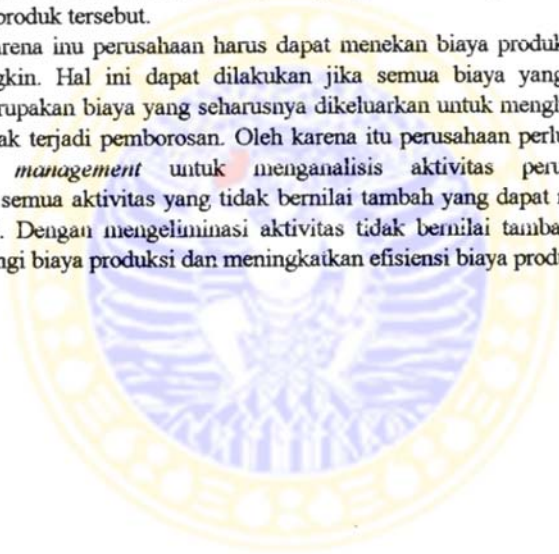 produk tersebut.
rena inu perusahaan harus dapat menekan biaya produk
gkin. Hal ini dapat dilakukan jika semua biaya yang
rupakan biaya yang seharusnya dikeluarkan untuk mengh
ak terjadi pemborosan. Oleh karena itu perusahaan perlu
management untuk menganalisis aktivitas peru
semua aktivitas yang tidak bernilai tambah yang dapat
. Dengan mengeliminasi aktivitas tidak bernilai tamba
ngi biaya produksi dan meningkatkan efisiensi biaya prod